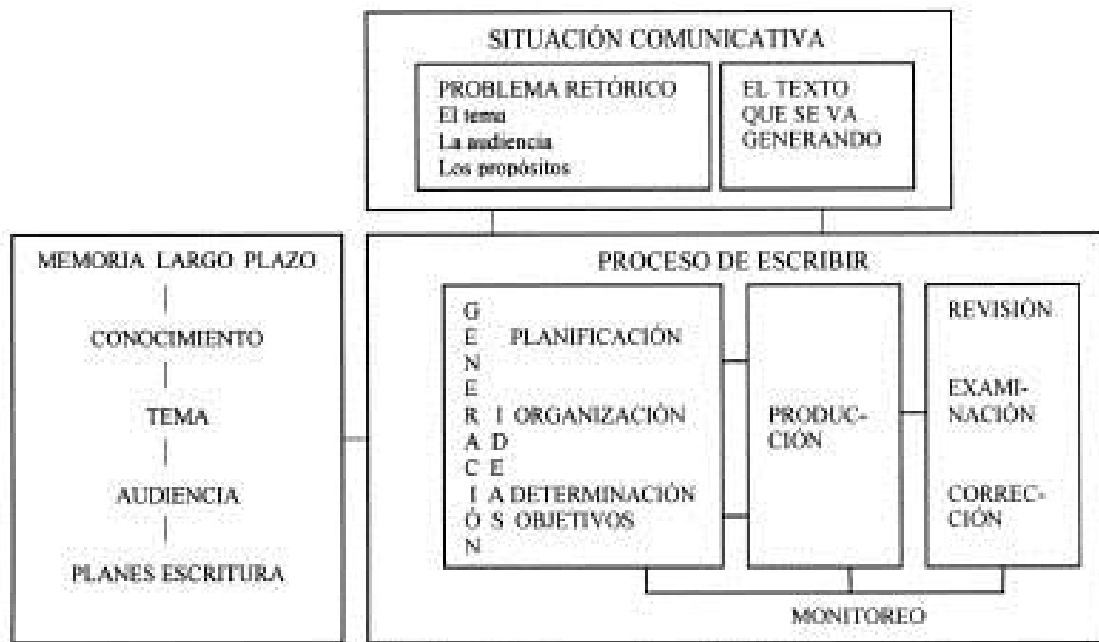 SITUACIÓN COMUNICATIVA
PROBLEMA RETÓRICO
El tema
La audiencia
Los propósitos
EL TEXTO
QUE SE VA
GENERANDO
MEMORIA LARGO PLAZO
CONOCIMIENTO
TEMA
AUDIENCIA
PLANES ESCRITURA
PROCESO DE ESCRIBIR
GENERACIÓN
IDEAS
PLANIFICACIÓN
ORGANIZACIÓN
DETERMINACIÓN
OBJETIVOS
PRODUC-
CIÓN
REVISIÓN
EXAMI-
NACIÓN
CORREC-
CIÓN
MONITOREO